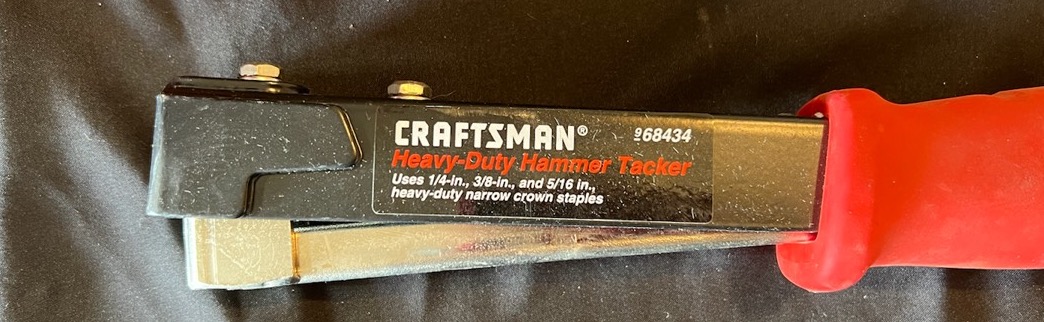 CRAFTSMAN® 968434
Heavy-Duty Hammer Tacker
Uses 1/4-in., 3/8-in., and 5/16 in.,
heavy-duty narrow crown staples